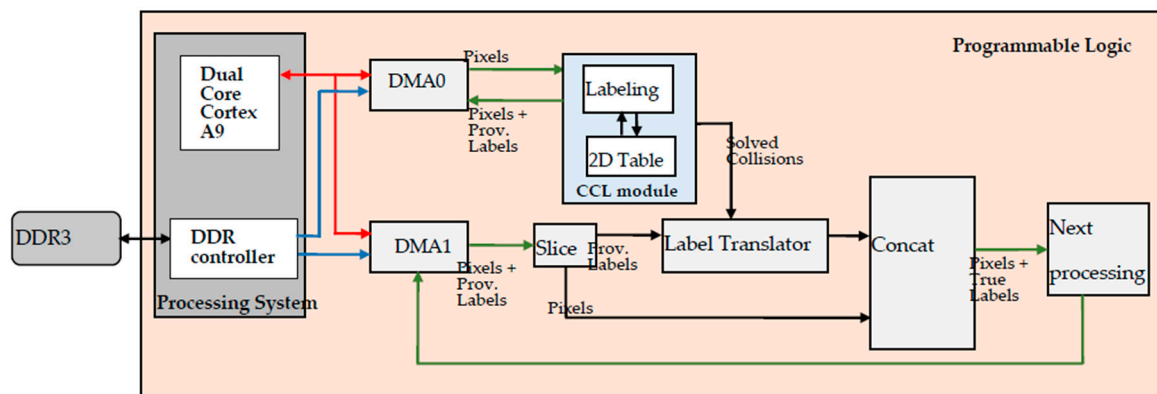 Programmable Logic
Dual
Core
Cortex
A9
DMA0
Pixels
Pixels +
Prov.
Labels
Labeling
2D Table
CCL module
Solved
Collisions
DDR3
DDR
controller
Processing System
DMA1
Pixels +
Prov.
Labels
Slice
Prov.
Labels
Pixels
Label Translator
Concat
Pixels +
True
Labels
Next
processing